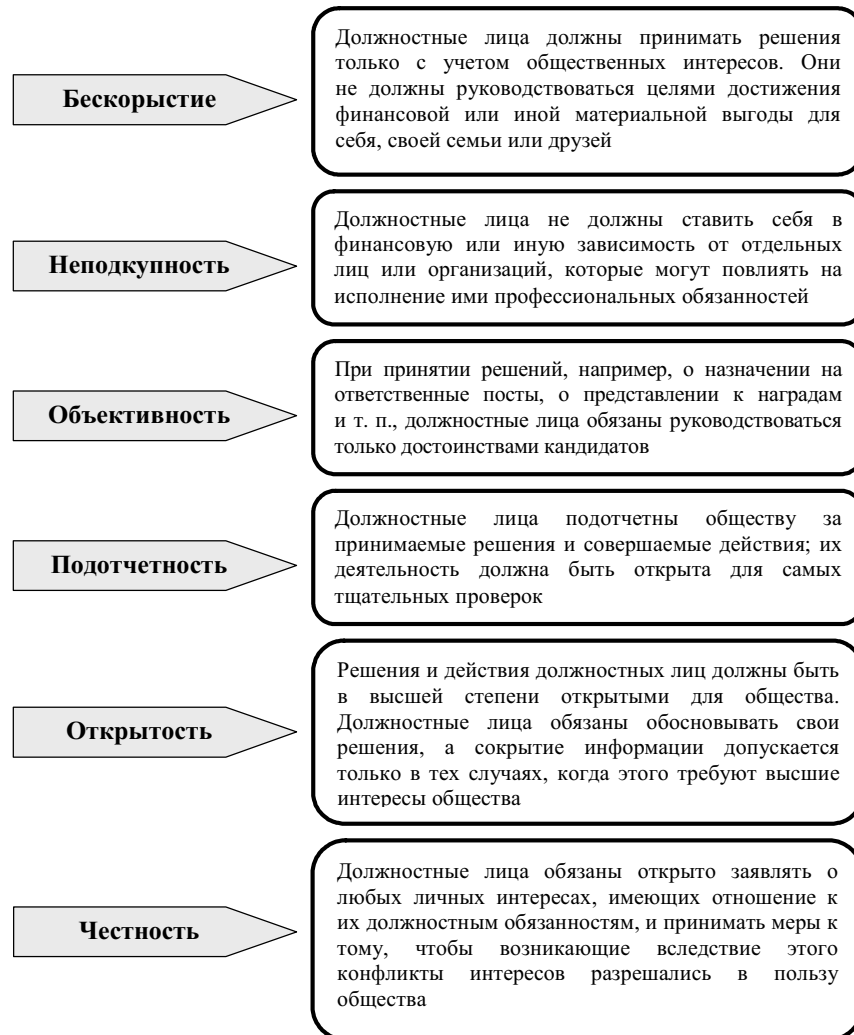 Бескорыстие
Должностные лица должны принимать решения
только с учетом общественных интересов. Они
не должны руководствоваться целями достижения
финансовой или иной материальной выгоды для
себя, своей семьи или друзей
Неподкупность
Должностные лица не должны ставить себя в
финансовую или иную зависимость от отдельных
лиц или организаций, которые могут повлиять на
исполнение ими профессиональных обязанностей
Объективность
При принятии решений, например, о назначении на
ответственные посты, о представлении к наградам
и т. п., должностные лица обязаны руководствоваться
только достоинствами кандидатов
Подотчетность
Должностные лица подотчетны обществу за
принимаемые решения и совершаемые действия; их
деятельность должна быть открыта для самых
тщательных проверок
Открытость
Решения и действия должностных лиц должны быть
в высшей степени открытыми для общества.
Должностные лица обязаны обосновывать свои
решения, а сокрытие информации допускается
только в тех случаях, когда этого требуют высшие
интересы общества
Честность
Должностные лица обязаны открыто заявлять о
любых личных интересах, имеющих отношение к
их должностным обязанностям, и принимать меры к
тому, чтобы возникающие вследствие этого
конфликты интересов разрешались в пользу
общества